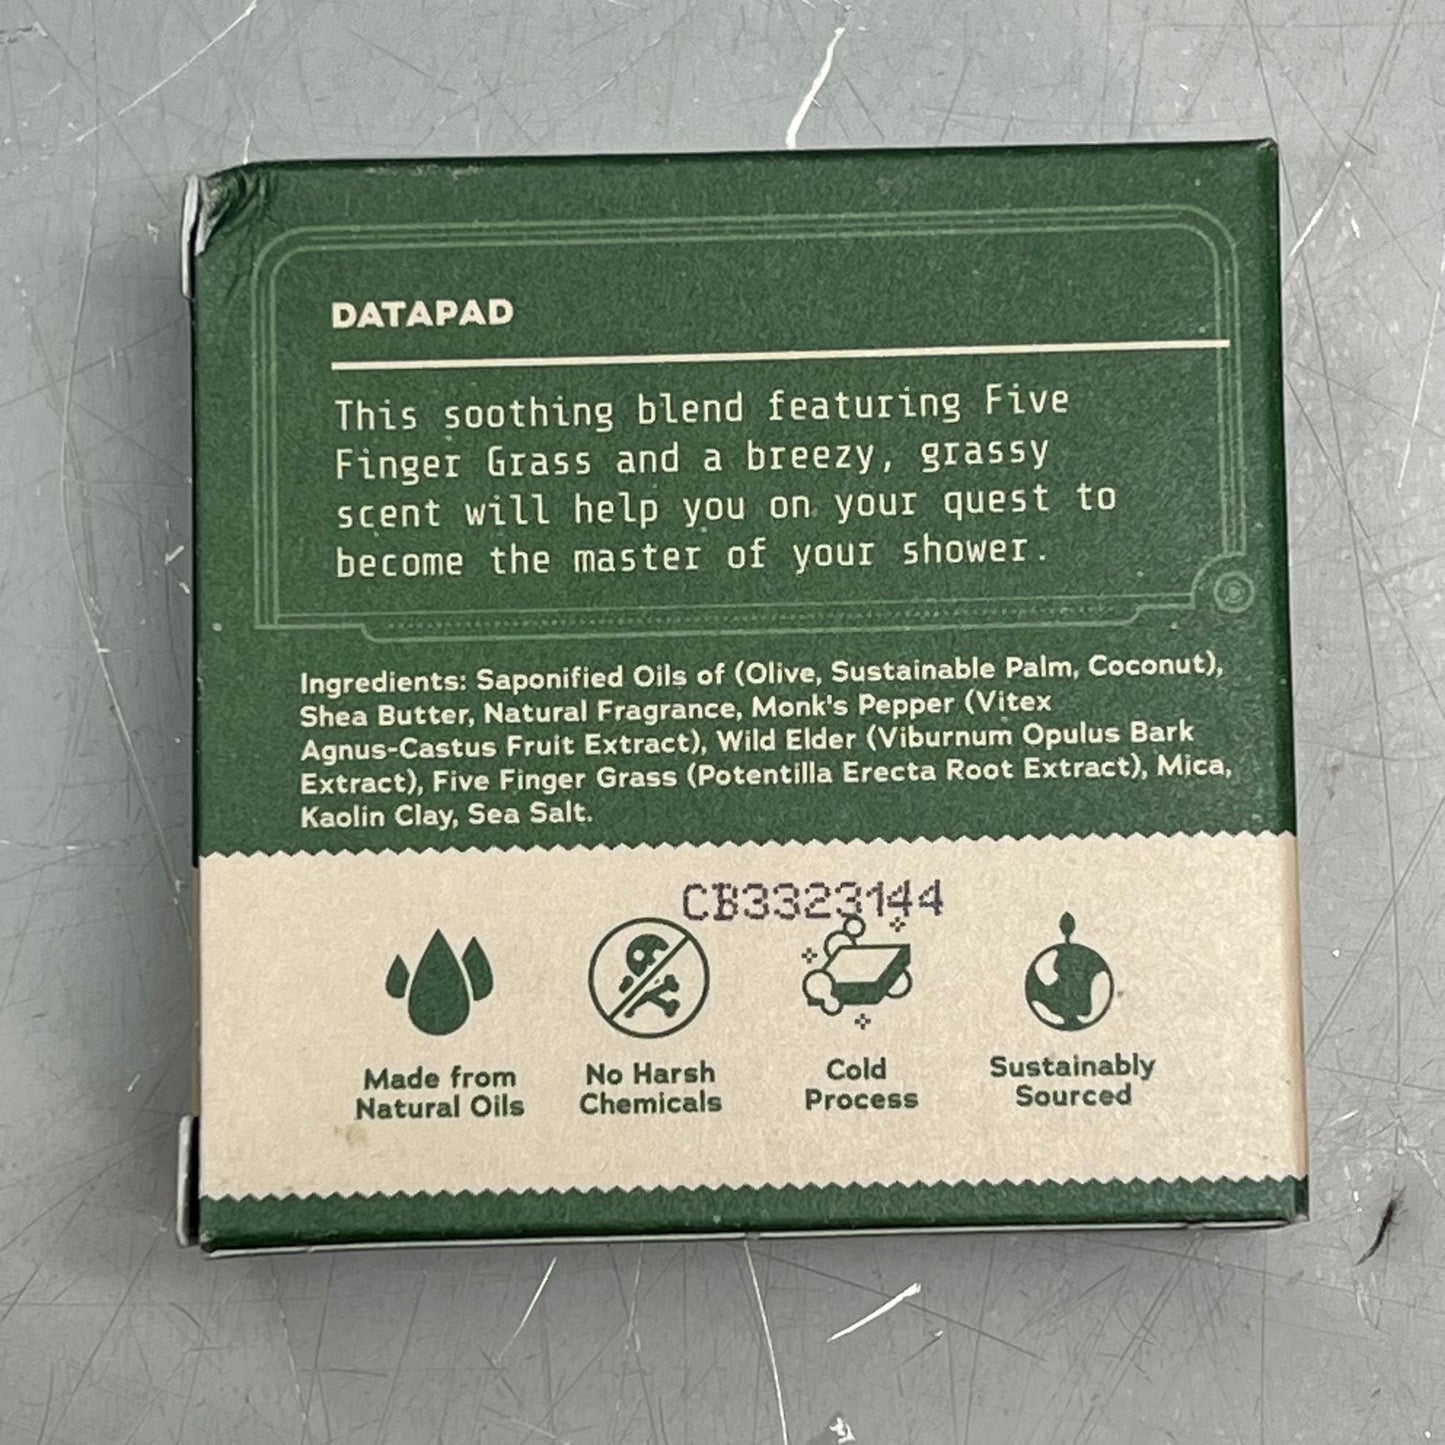 DATAPAD
This soothing blend featuring Five
Finger Grass and a breezy, grassy
scent will help you on your quest to
become the master of your shower.
Ingredients: Saponified Oils of (Olive, Sustainable Palm, Coconut),
Shea Butter, Natural Fragrance, Monk's Pepper (Vitex
Agnus-Castus Fruit Extract), Wild Elder (Viburnum Opulus Bark
Extract), Five Finger Grass (Potentilla Erecta Root Extract), Mica,
Kaolin Clay, Sea Salt.
CB3323144
Made from
Natural Oils
No Harsh
Chemicals
Cold
Process
Sustainably
Sourced